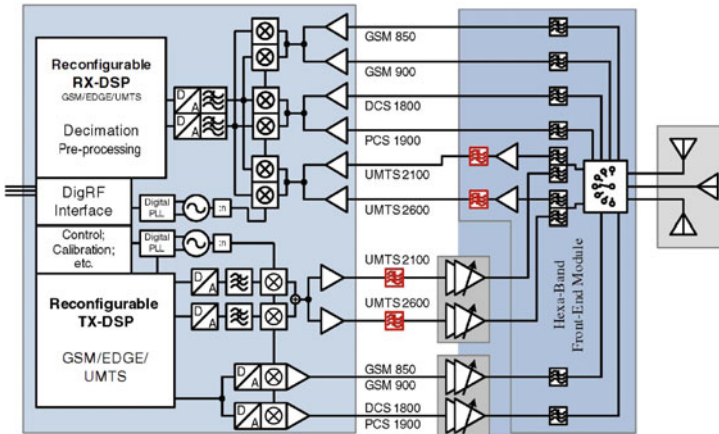 Reconfigurable
RX-DSP
GSM/EDGE/UMTS
Decimation
Pre-processing
DigRF
Interface
Control;
Calibration;
etc.
Reconfigurable
TX-DSP
GSM/EDGE/
UMTS
D
A
D
A
Digital
PLL
Digital
PLL
D
A
D
A
D
A
D
A
GSM 850
GSM 900
DCS 1800
PCS 1900
UMTS 2100
UMTS 2600
UMTS 2100
UMTS 2600
GSM 850
GSM 900
DCS 1800
PCS 1900
Hexa-Band
Front-End Module